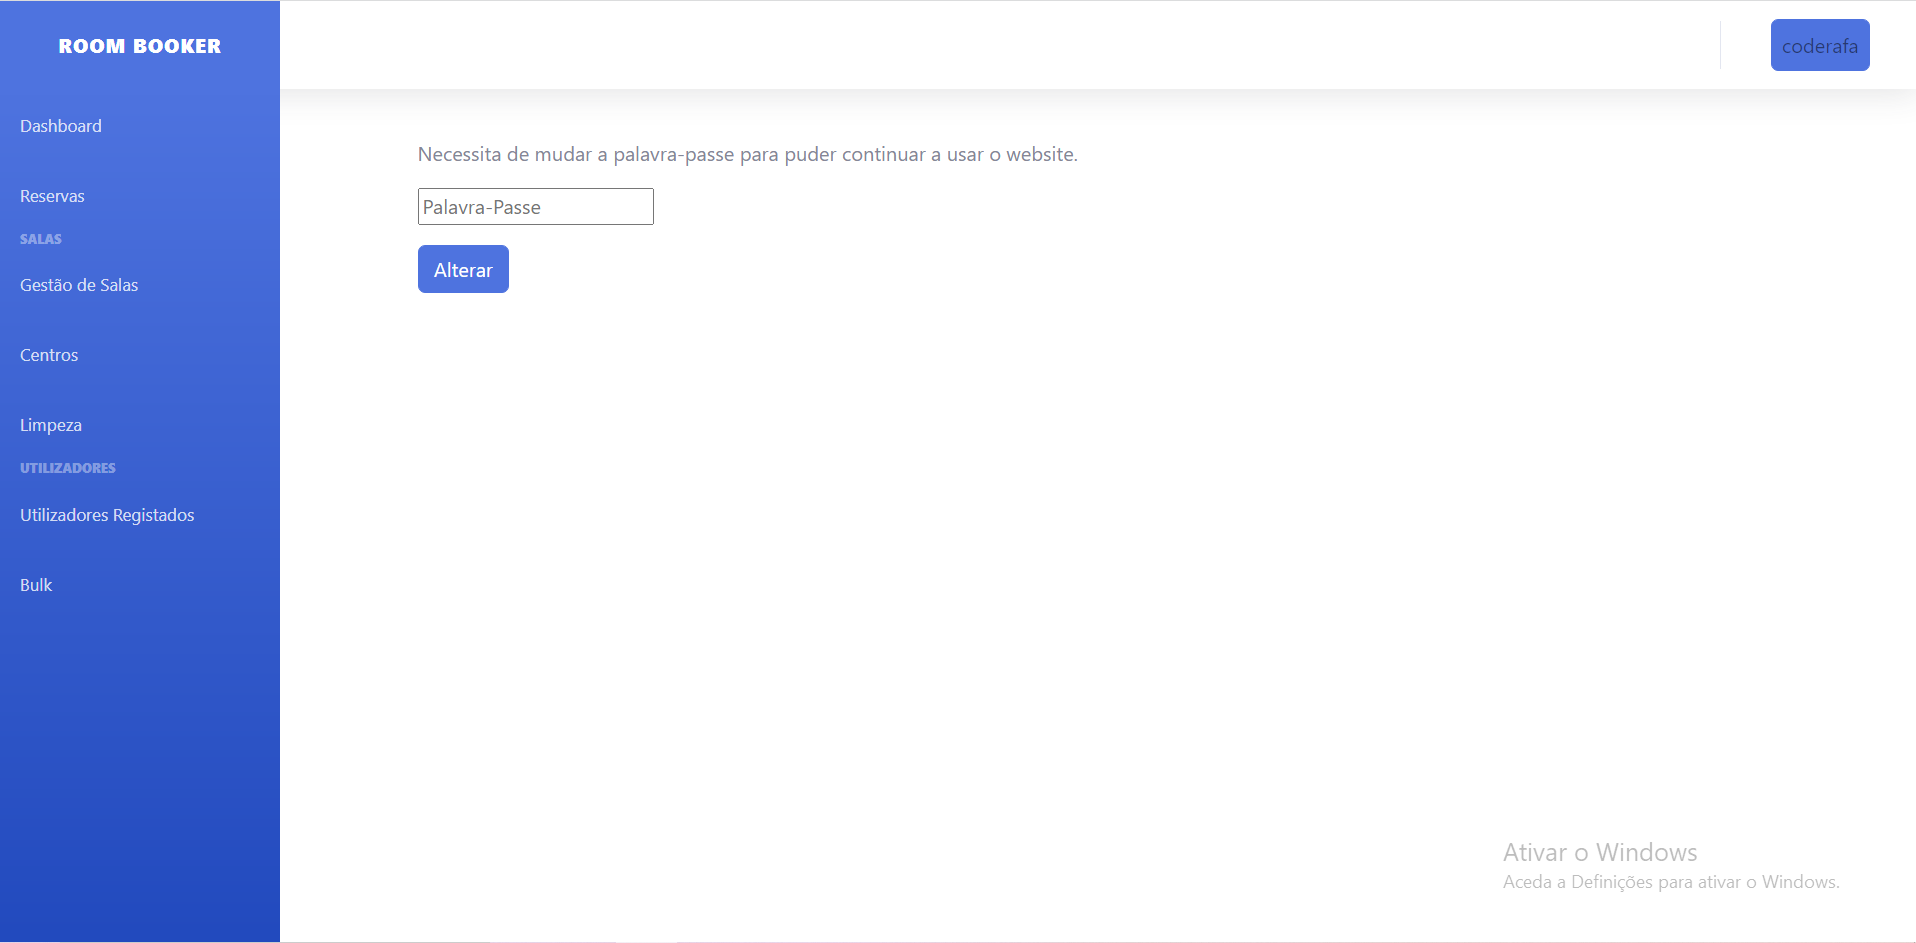 ROOM BOOKER
coderafa
Dashboard
Reservas
SALAS
Gestão de Salas
Centros
Limpeza
UTILIZADORES
Utilizadores Registados
Bulk
Necessita de mudar a palavra-passe para puder continuar a usar o website.
Palavra-Passe
Alterar
Ativar o Windows
Aceda a Definições para ativar o Windows.